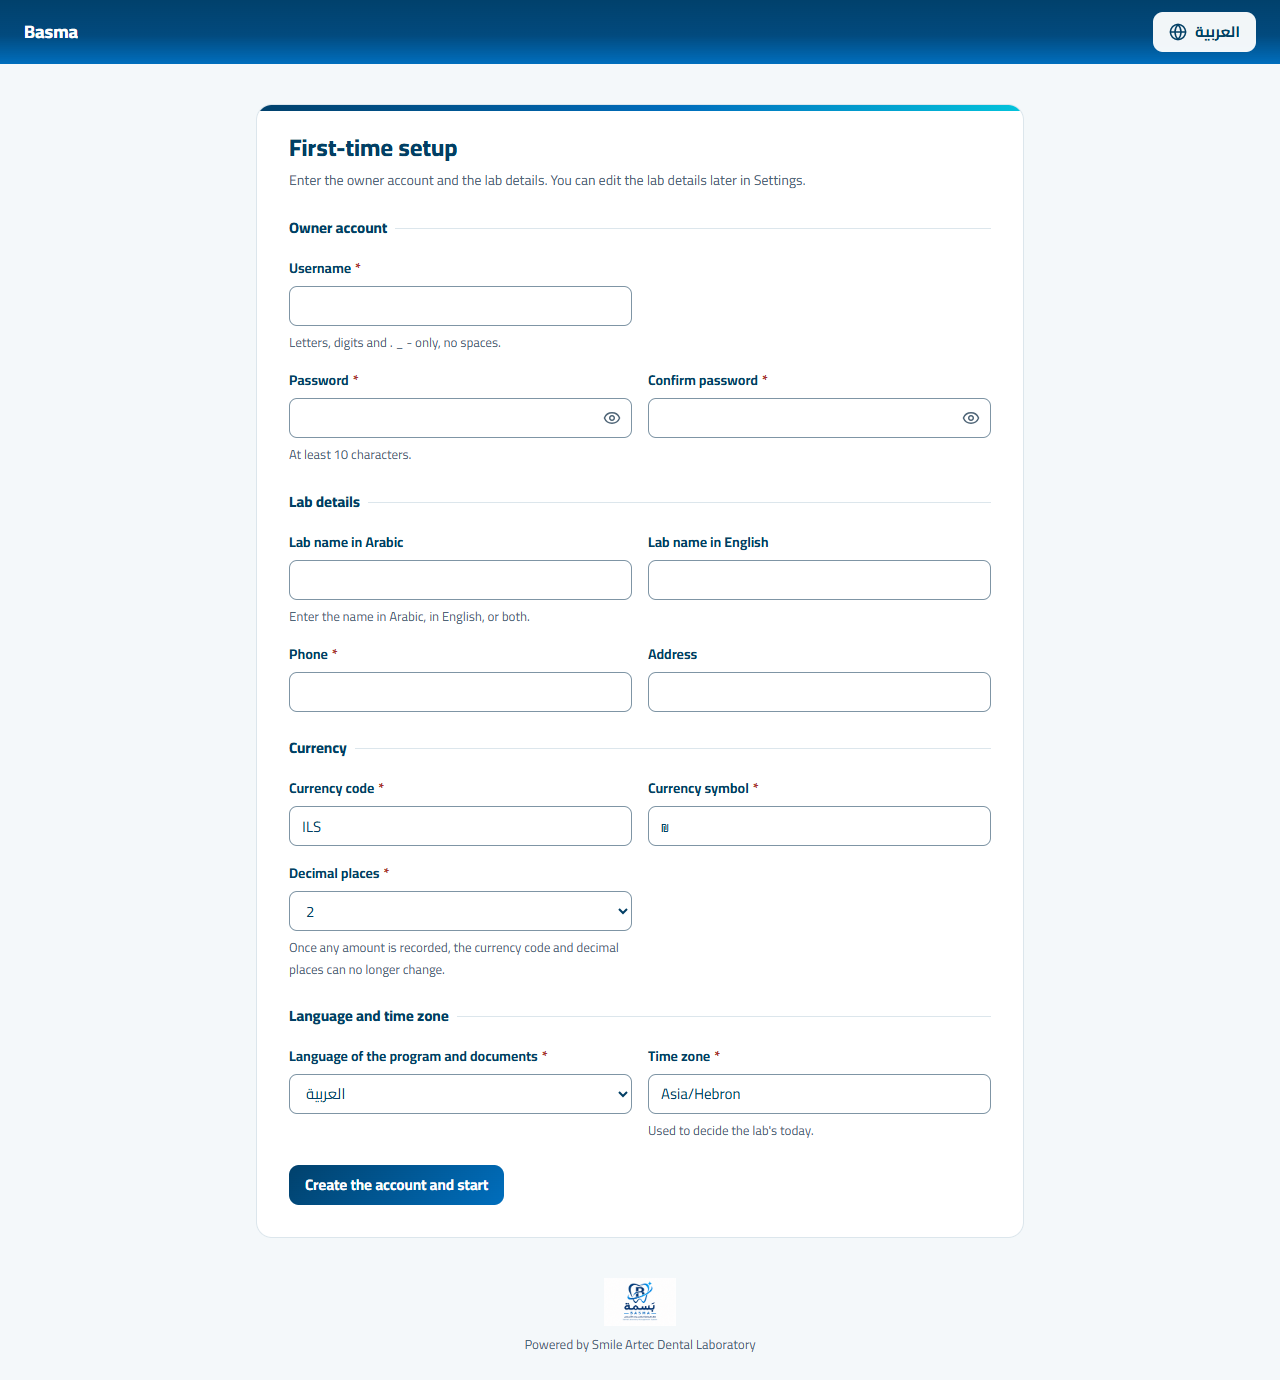 Basma
العربية
First-time setup
Enter the owner account and the lab details. You can edit the lab details later in Settings.
Owner account
Username *
Letters, digits and . _ - only, no spaces.
Password *
Confirm password *
At least 10 characters.
Lab details
Lab name in Arabic
Lab name in English
Enter the name in Arabic, in English, or both.
Phone *
Address
Currency
Currency code *
Currency symbol *
ILS
₪
Decimal places *
2
Once any amount is recorded, the currency code and decimal
places can no longer change.
Language and time zone
Language of the program and documents *
Time zone *
العربية
Asia/Hebron
Used to decide the lab's today.
Create the account and start
بَسمة
BASMA
Powered by Smile Artec Dental Laboratory